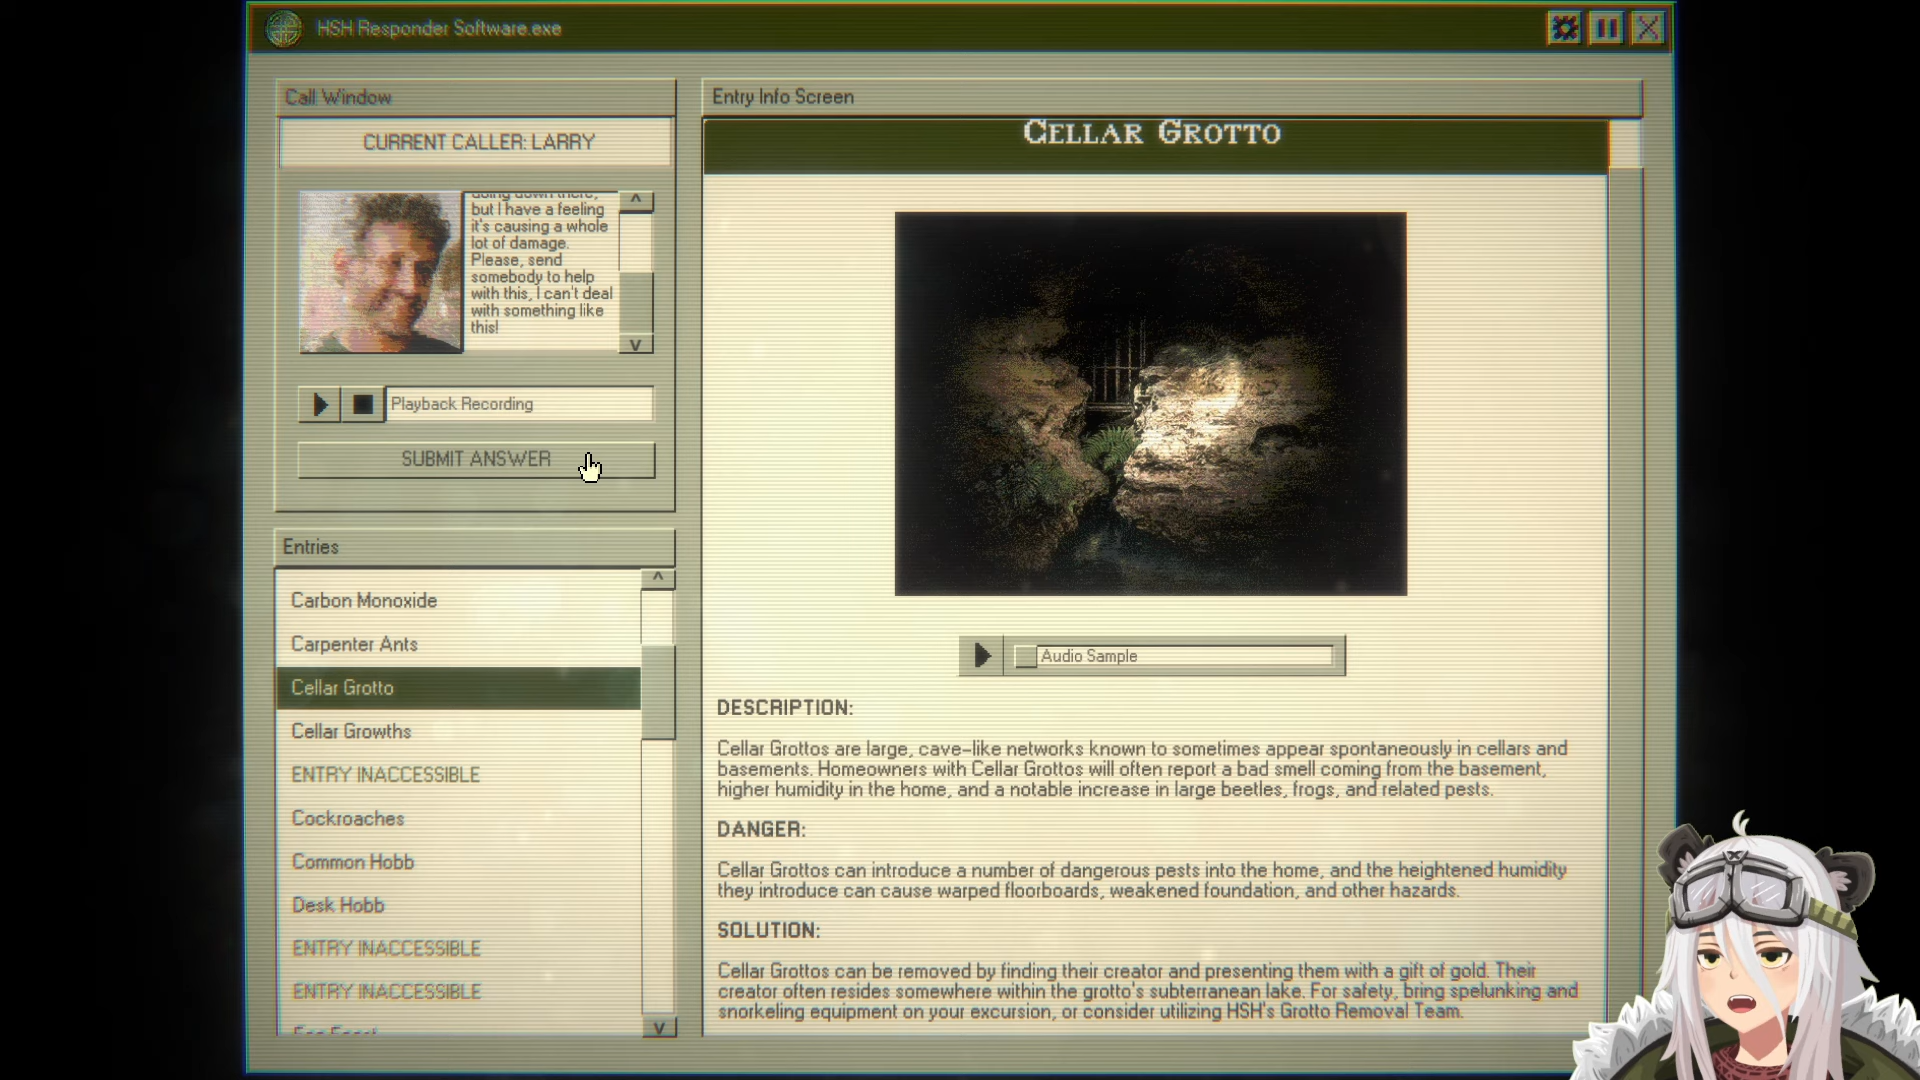 HSH Responder Software.exe
Call Window
CURRENT CALLER: LARRY
doing down there,
but I have a feeling
it's causing a whole
lot of damage.
Please, send
somebody to help
with this, I can't deal
with something like
this!
Playback Recording
SUBMIT ANSWER
Entries
Carbon Monoxide
Carpenter Ants
Cellar Grotto
Cellar Growths
ENTRY INACCESSIBLE
Cockroaches
Common Hobb
Desk Hobb
ENTRY INACCESSIBLE
ENTRY INACCESSIBLE
Entry Info Screen
CELLAR GROTTO
Audio Sample
DESCRIPTION:
Cellar Grottos are large, cave-like networks known to sometimes appear spontaneously in cellars and
basements. Homeowners with Cellar Grottos will often report a bad smell coming from the basement,
higher humidity in the home, and a notable increase in large beetles, frogs, and related pests.
DANGER:
Cellar Grottos can introduce a number of dangerous pests into the home, and the heightened humidity
they introduce can cause warped floorboards, weakened foundation, and other hazards.
SOLUTION:
Cellar Grottos can be removed by finding their creator and presenting them with a gift of gold. Their
creator often resides somewhere within the grotto's subterranean lake. For safety, bring spelunking and
snorkeling equipment on your excursion, or consider utilizing HSH's Grotto Removal Team.